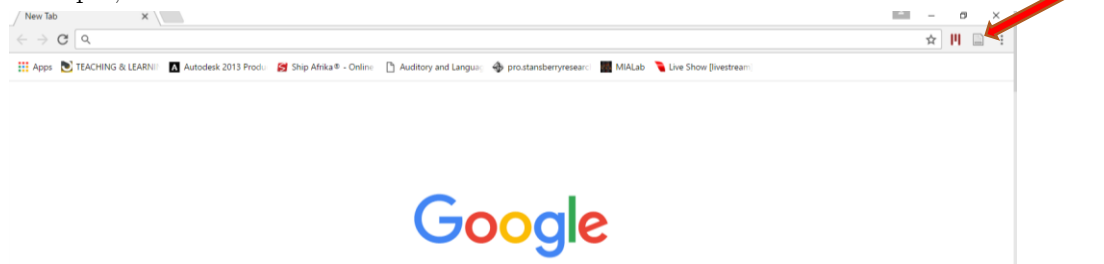 New Tab
Apps TEACHING & LEARNI Autodesk 2013 Produ Ship Afrika® - Online Auditory and Languag pro.stansberryresearc MIALab Live Show [livestream
Google